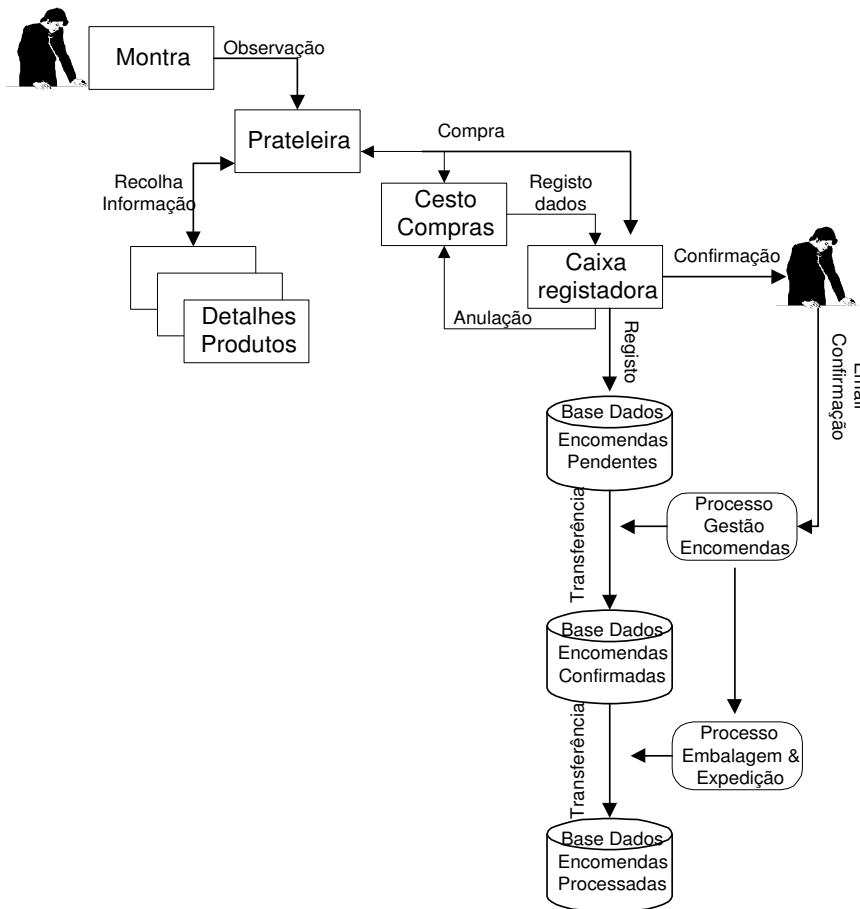 Montra
Observação
Prateleira
Compra
Recolha
Informação
Cesto
Compras
Registo
dados
Caixa
registadora
Confirmação
Anulação
Detalhes
Produtos
Registo
Email
Confirmação
Base Dados
Encomendas
Pendentes
Transferência
Processo
Gestão
Encomendas
Base Dados
Encomendas
Confirmadas
Transferência
Processo
Embalagem &
Expedição
Base Dados
Encomendas
Processadas